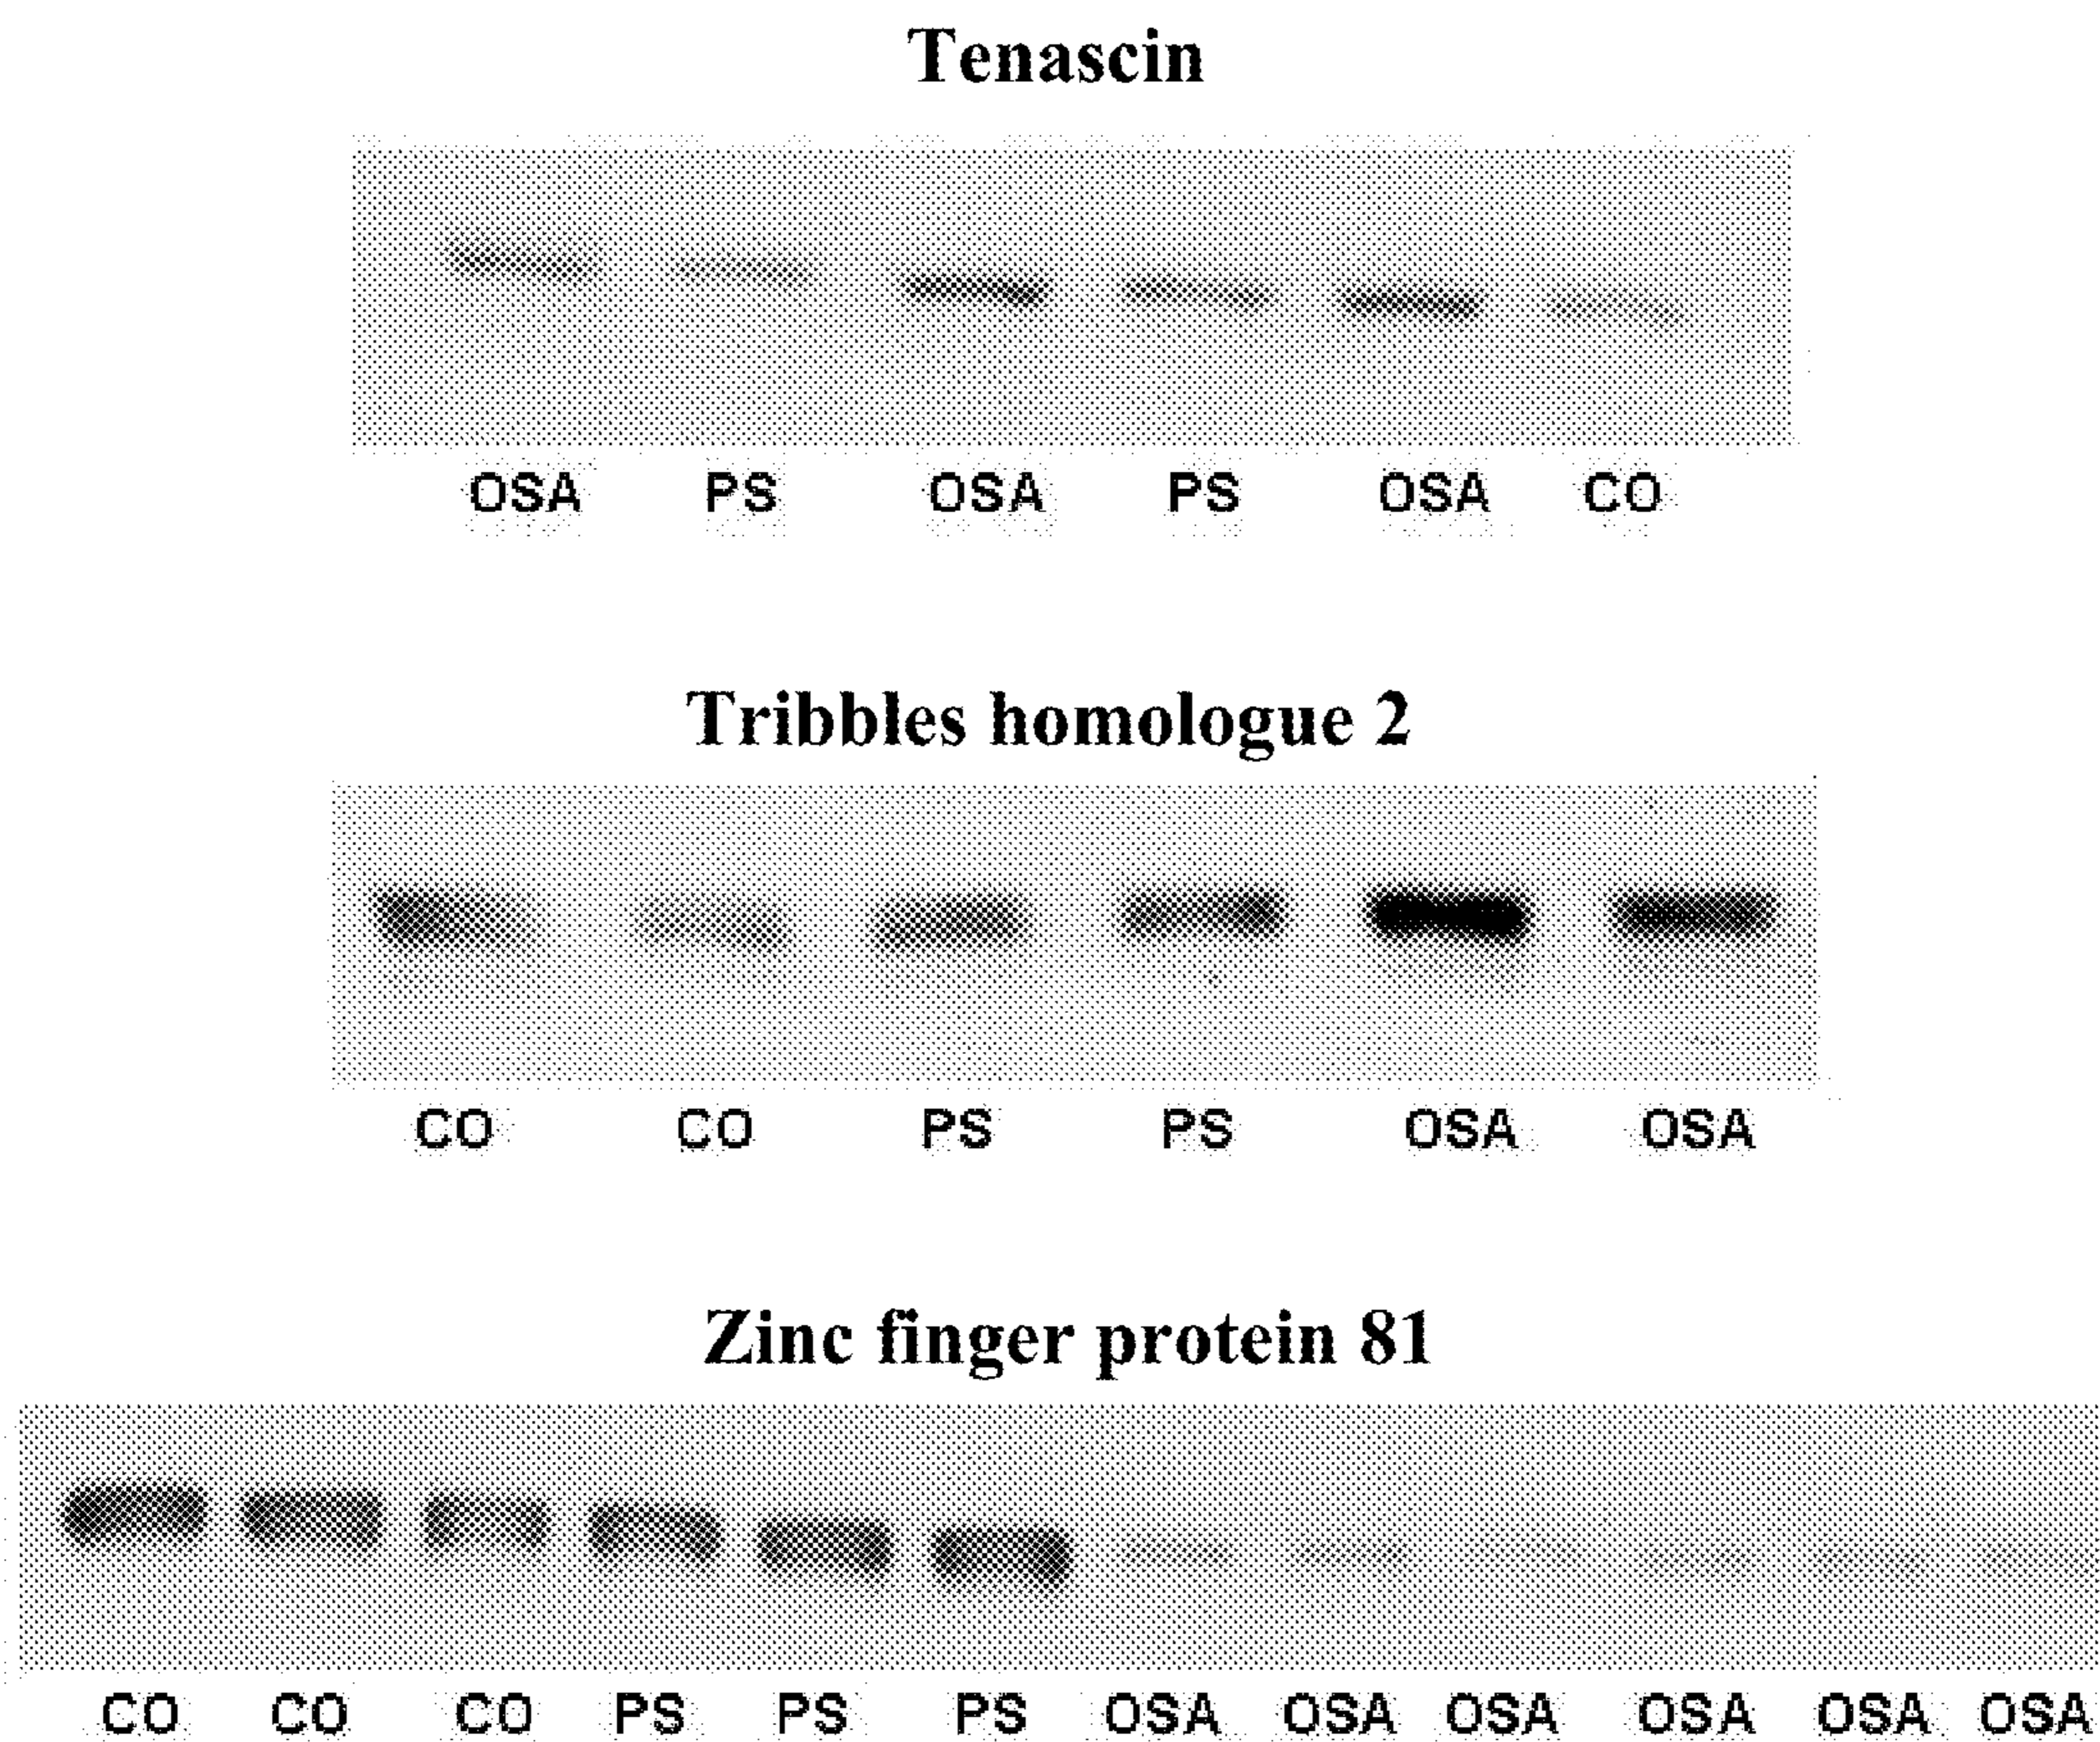 Tenascin
OSA PS OSA PS OSA CO
Tribbles homologue 2
CO CO PS PS OSA OSA
Zinc finger protein 81
CO CO CO PS PS PS OSA OSA OSA OSA OSA OSA